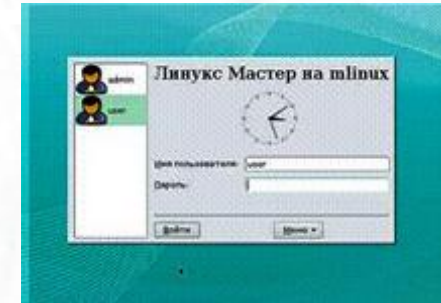 admin
Линукс Мастер на mlinux
user
Имя пользователя: user
Пароль:
Войти
Меню